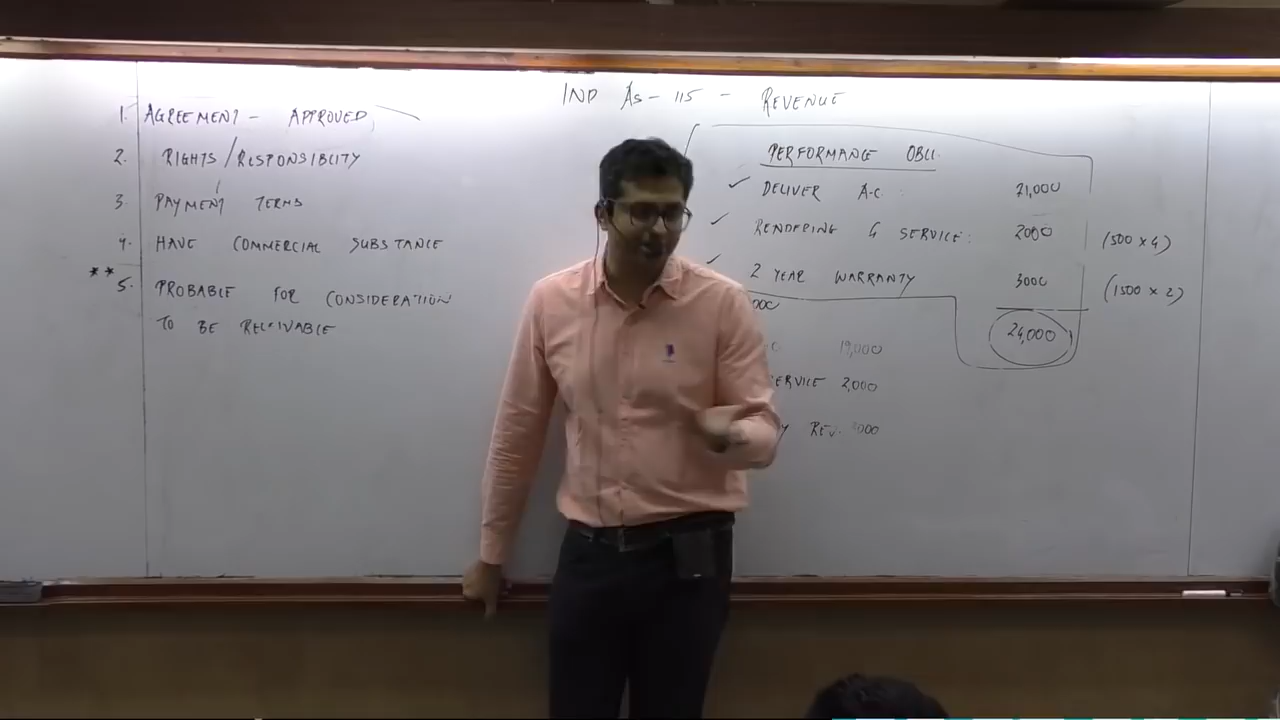 IND AS - 115 - REVENUE
1. AGREEMENT - APPROVED
2. RIGHTS / RESPONSIBLITY
3. PAYMENT TERMS
4. HAVE COMMERCIAL SUBSTANCE
** 5. PROBABLE FOR CONSIDERATION
TO BE RECEIVABLE
PERFORMANCE OBLI.
✓ DELIVER A.C. : 21,000
✓ RENDERING 4 SERVICE : 2000 (500 x 4)
✓ 2 YEAR WARRANTY 3000 (1500 x 2)
24,000
19,000
SERVICE 2,000
REV.